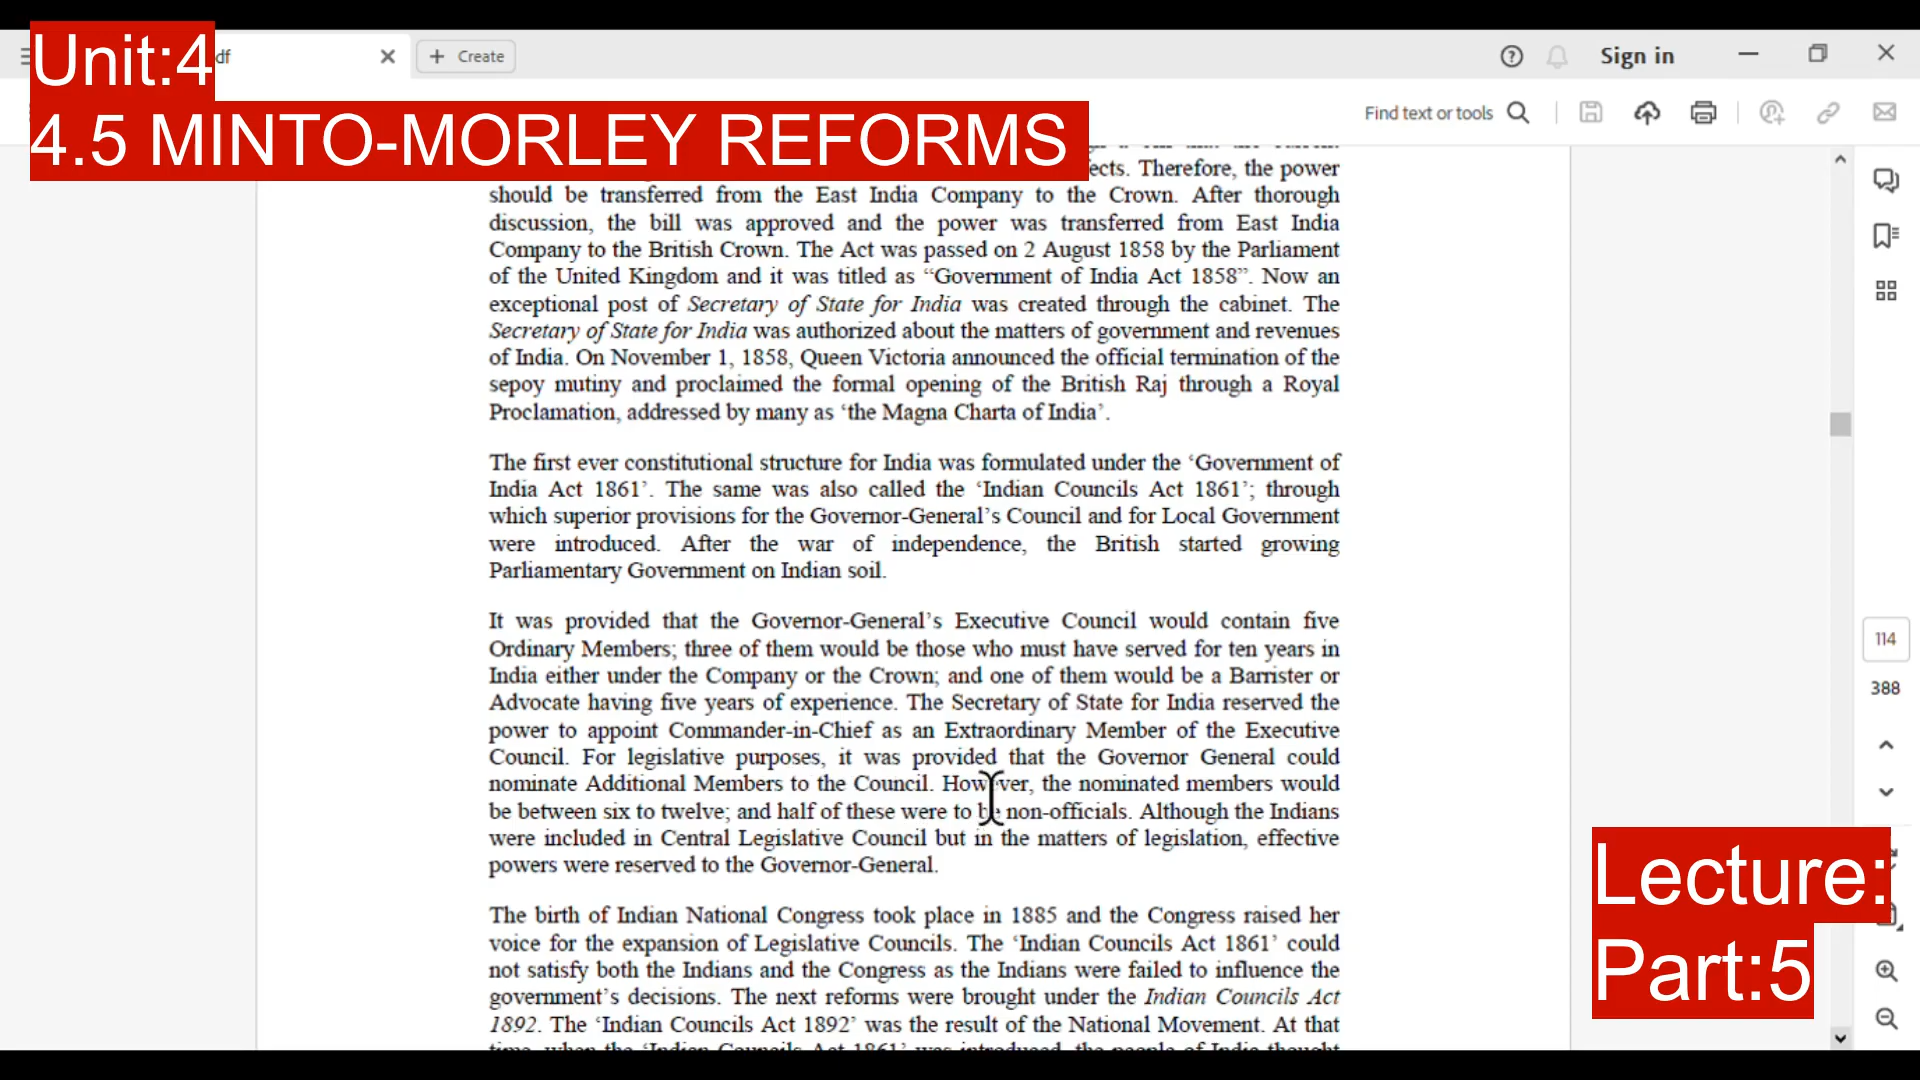 Unit:4
df
Create
Sign in
4.5 MINTO-MORLEY REFORMS
Find text or tools
ects. Therefore, the power
should be transferred from the East India Company to the Crown. After thorough
discussion, the bill was approved and the power was transferred from East India
Company to the British Crown. The Act was passed on 2 August 1858 by the Parliament
of the United Kingdom and it was titled as “Government of India Act 1858”. Now an
exceptional post of Secretary of State for India was created through the cabinet. The
Secretary of State for India was authorized about the matters of government and revenues
of India. On November 1, 1858, Queen Victoria announced the official termination of the
sepoy mutiny and proclaimed the formal opening of the British Raj through a Royal
Proclamation, addressed by many as ‘the Magna Charta of India’.
The first ever constitutional structure for India was formulated under the ‘Government of
India Act 1861’. The same was also called the ‘Indian Councils Act 1861’; through
which superior provisions for the Governor-General’s Council and for Local Government
were introduced. After the war of independence, the British started growing
Parliamentary Government on Indian soil.
It was provided that the Governor-General’s Executive Council would contain five
Ordinary Members; three of them would be those who must have served for ten years in
India either under the Company or the Crown; and one of them would be a Barrister or
Advocate having five years of experience. The Secretary of State for India reserved the
power to appoint Commander-in-Chief as an Extraordinary Member of the Executive
Council. For legislative purposes, it was provided that the Governor General could
nominate Additional Members to the Council. However, the nominated members would
be between six to twelve; and half of these were to be non-officials. Although the Indians
were included in Central Legislative Council but in the matters of legislation, effective
powers were reserved to the Governor-General.
The birth of Indian National Congress took place in 1885 and the Congress raised her
voice for the expansion of Legislative Councils. The ‘Indian Councils Act 1861’ could
not satisfy both the Indians and the Congress as the Indians were failed to influence the
government’s decisions. The next reforms were brought under the Indian Councils Act
1892. The ‘Indian Councils Act 1892’ was the result of the National Movement. At that
time, when the ‘Indian Councils Act 1861’ was introduced, the people of India thought
114
388
Lecture:
Part:5